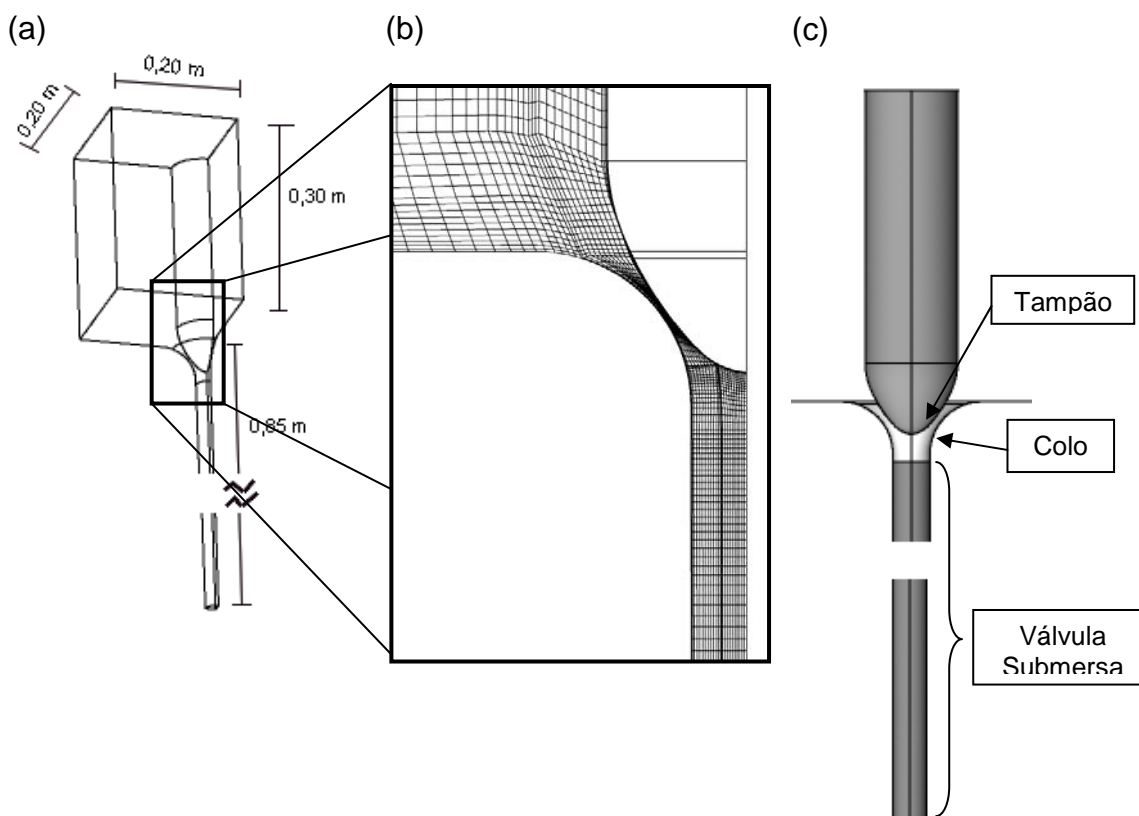 (a)
(b)
(c)
0,20 m
0,20 m
0,30 m
0,85 m
Tampão
Colo
Válvula
Submersa